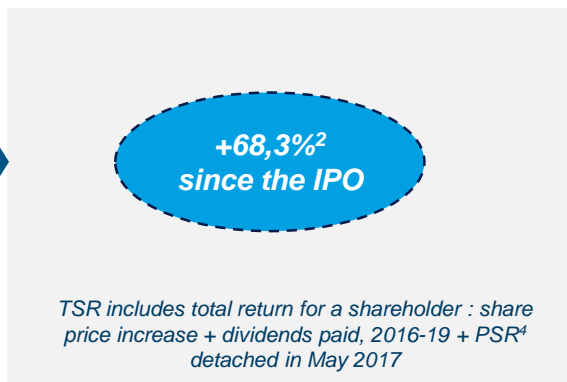 +68,3%²
since the IPO
TSR includes total return for a shareholder : share
price increase + dividends paid, 2016-19 + PSR⁴
detached in May 2017